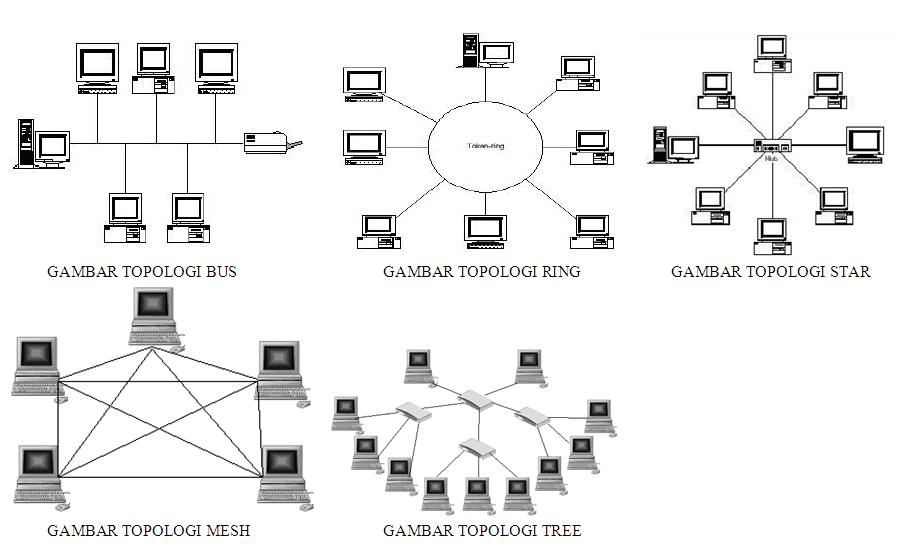 Token-ring
Hub
GAMBAR TOPOLOGI BUS
GAMBAR TOPOLOGI RING
GAMBAR TOPOLOGI STAR
GAMBAR TOPOLOGI MESH
GAMBAR TOPOLOGI TREE